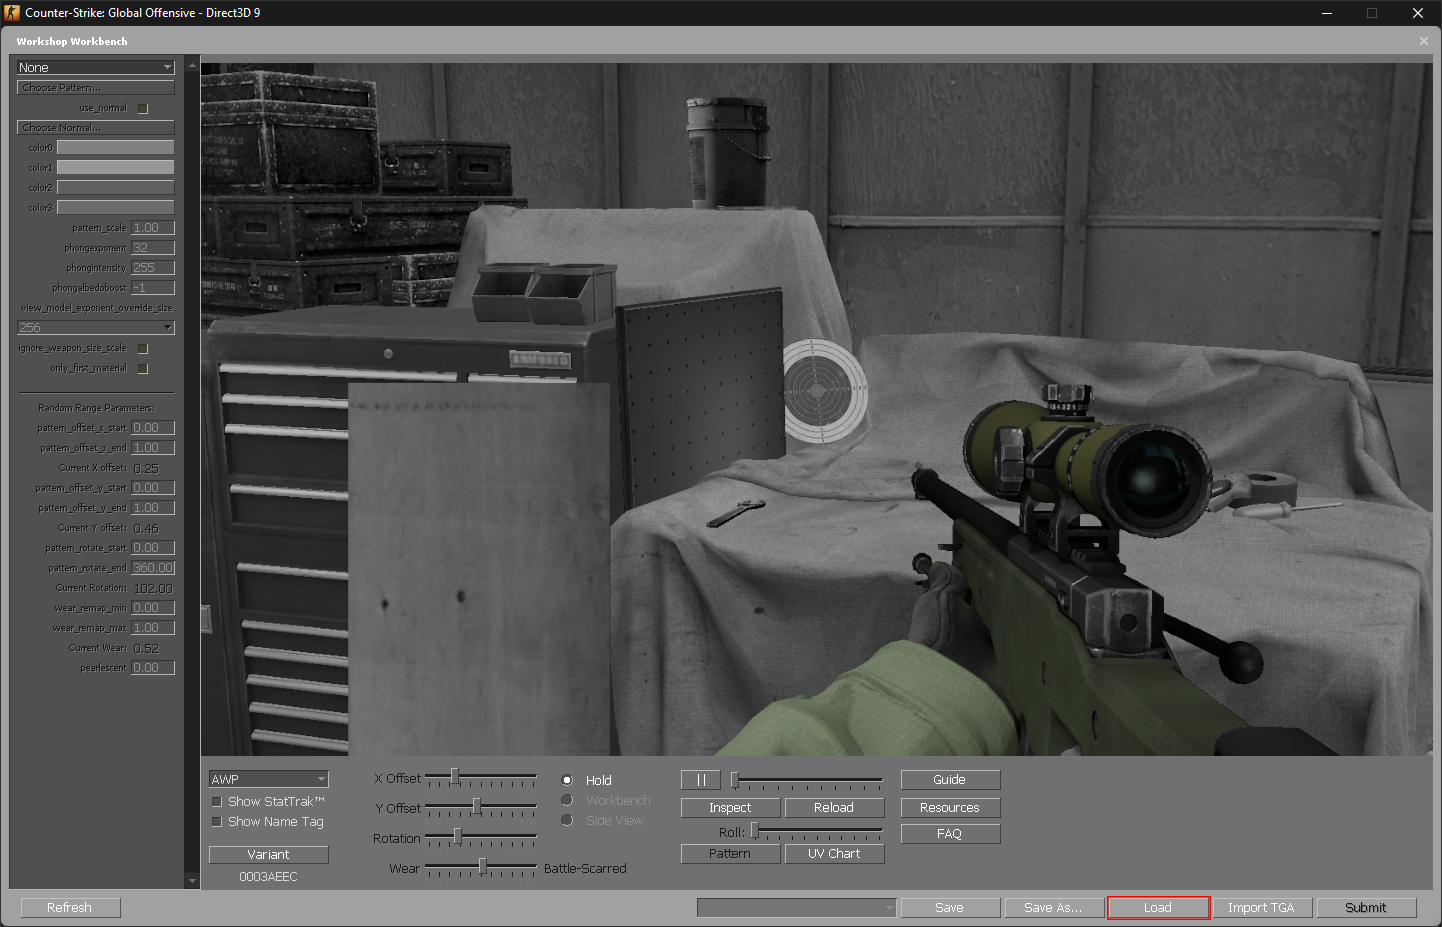 Counter-Strike: Global Offensive - Direct3D 9
Workshop Workbench
None
Choose Pattern...
use_normal
Choose Normal...
color0
color1
color2
color3
pattern_scale 1.00
phongexponent 32
phongintensity 255
phongalbedoboost -1
view_model_exponent_override_size
256
ignore_weapon_size_scale
only_first_material
Random Range Parameters:
pattern_offset_x_start 0.00
pattern_offset_x_end 1.00
Current X offset: 0,25
pattern_offset_y_start 0.00
pattern_offset_y_end 1.00
Current Y offset: 0,46
pattern_rotate_start 0.00
pattern_rotate_end 360.00
Current Rotation: 102,00
wear_remap_min 0.00
wear_remap_max 1.00
Current Wear: 0,52
pearlescent 0.00
AWP
Show StatTrak™
Show Name Tag
Variant
0003AEEC
X Offset
Y Offset
Rotation
Wear Battle-Scarred
Hold
Workbench
Side View
Inspect Reload
Roll:
Pattern UV Chart
Guide
Resources
FAQ
Refresh Save Save As... Load Import TGA Submit